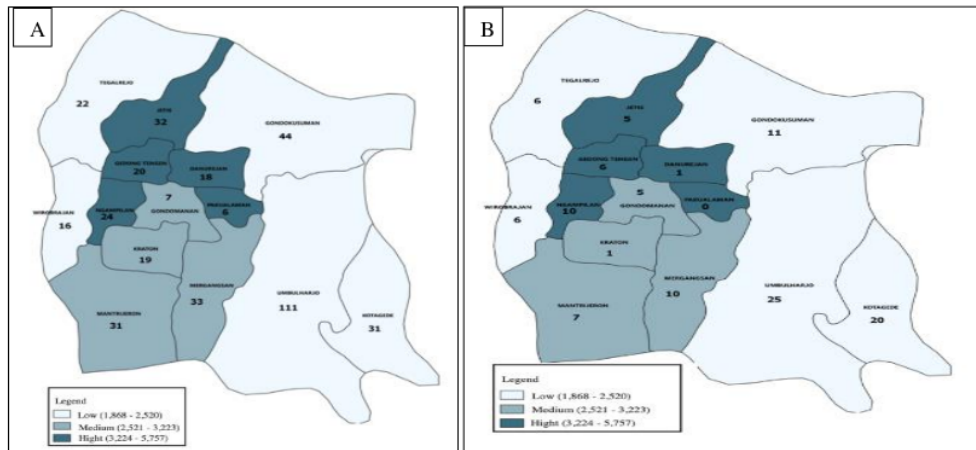 A
TEGALREJO
22
JETIS
32
GONDOKUSUMAN
44
GEDONG TENGEN
20
DANUREJAN
18
7
GONDOMANAN
PAKUALAMAN
6
NGAMPILAN
24
WIROBRAJAN
16
KRATON
19
MERGANGSAN
33
UMBULHARJO
111
MANTRIJERON
31
KOTAGEDE
31
Legend
Low (1,868 - 2,520)
Medium (2,521 - 3,223)
Hight (3,224 - 5,757)
B
TEGALREJO
6
JETIS
5
GONDOKUSUMAN
11
GEDONG TENGEN
6
DANUREJAN
1
5
GONDOMANAN
PAKUALAMAN
0
NGAMPILAN
10
WIROBRAJAN
6
KRATON
1
MERGANGSAN
10
UMBULHARJO
25
MANTRIJERON
7
KOTAGEDE
20
Legend
Low (1,868 - 2,520)
Medium (2,521 - 3,223)
Hight (3,224 - 5,757)